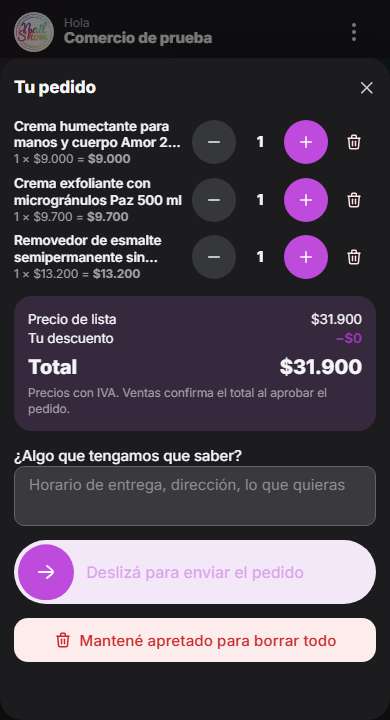 Nail
Show
Hola
Comercio de prueba
Tu pedido
Crema humectante para
manos y cuerpo Amor 2...
1 × $9.000 = $9.000
1
Crema exfoliante con
microgránulos Paz 500 ml
1 × $9.700 = $9.700
1
Removedor de esmalte
semipermanente sin...
1 × $13.200 = $13.200
1
Precio de lista $31.900
Tu descuento −$0
Total $31.900
Precios con IVA. Ventas confirma el total al aprobar el
pedido.
¿Algo que tengamos que saber?
Horario de entrega, dirección, lo que quieras
Deslizá para enviar el pedido
Mantené apretado para borrar todo